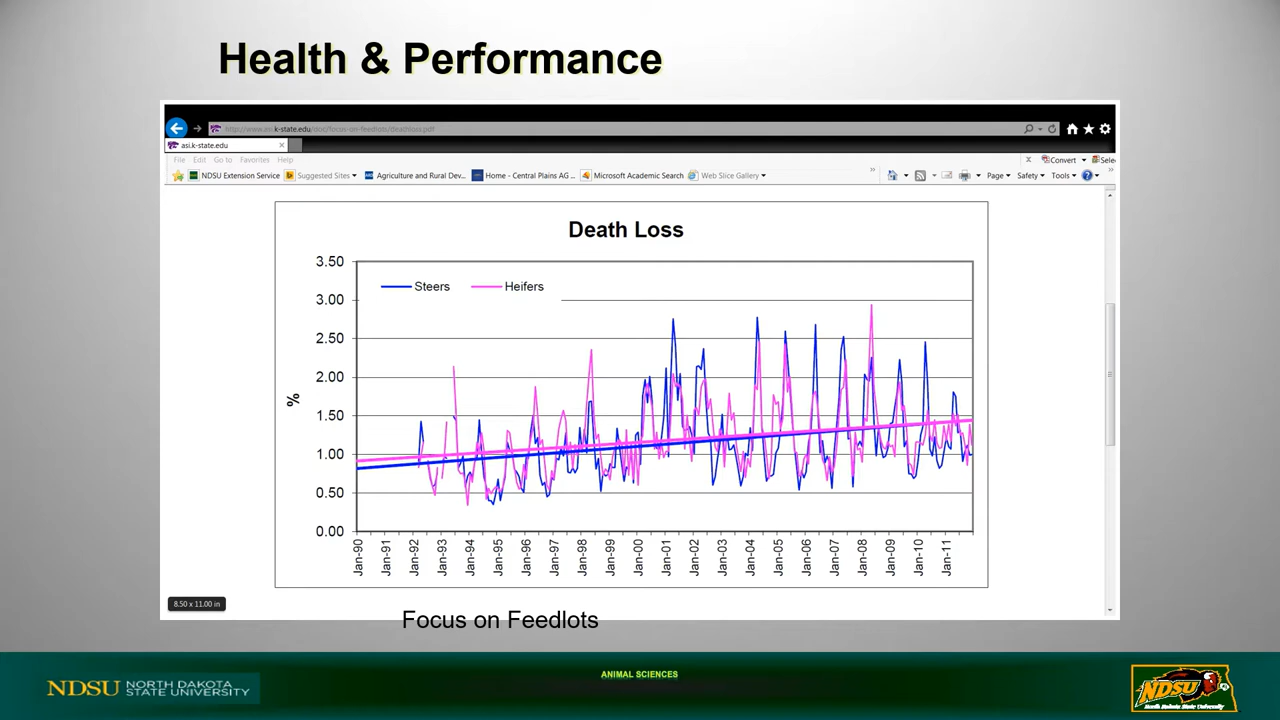 Health & Performance
http://www.asi.k-state.edu/doc/focus-on-feedlots/deathloss.pdf
asi.k-state.edu
File Edit Go to Favorites Help
Convert Selec
NDSU Extension Service Suggested Sites Agriculture and Rural Dev... Home - Central Plains AG ... Microsoft Academic Search Web Slice Gallery Page Safety Tools
Death Loss
3.50
Steers Heifers
3.00
2.50
2.00
%
1.50
1.00
0.50
0.00
Jan-90 Jan-91 Jan-92 Jan-93 Jan-94 Jan-95 Jan-96 Jan-97 Jan-98 Jan-99 Jan-00 Jan-01 Jan-02 Jan-03 Jan-04 Jan-05 Jan-06 Jan-07 Jan-08 Jan-09 Jan-10 Jan-11
8.50 x 11.00 in
Focus on Feedlots
ANIMAL SCIENCES
NDSU NORTH DAKOTA
STATE UNIVERSITY
NDSU
North Dakota State University